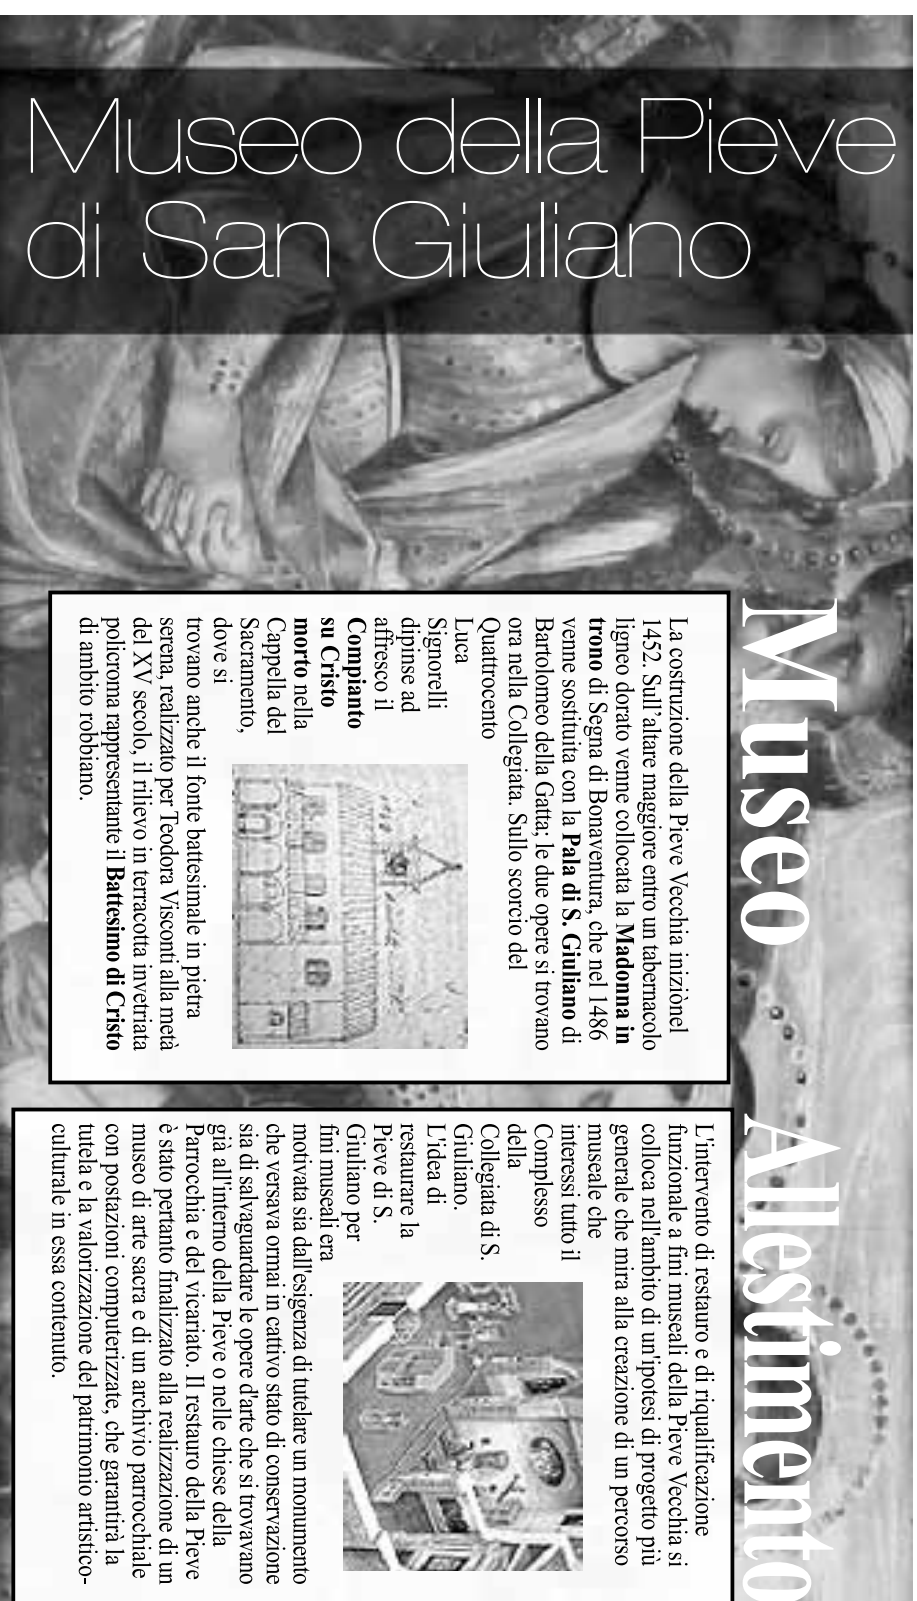 Museo della Pieve
di San Giuliano
Museo
La costruzione della Pieve Vecchia iniziònel
1452. Sull'altare maggiore entro un tabernacolo
ligneo dorato venne collocata la Madonna in
trono di Segna di Bonaventura, che nel 1486
venne sostituita con la Pala di S. Giuliano di
Bartolomeo della Gatta; le due opere si trovano
ora nella Collegiata. Sullo scorcio del
Quattrocento
Luca
Signorelli
dipinse ad
affresco il
Compianto
su Cristo
morto nella
Cappella del
Sacramento,
dove si
trovano anche il fonte battesimale in pietra
serena, realizzato per Teodora Visconti alla metà
del XV secolo, il rilievo in terracotta invetriata
policroma rappresentante il Battesimo di Cristo
di ambito robbiano.
Allestimento
L'intervento di restauro e di riqualificazione
funzionale a fini museali della Pieve Vecchia si
colloca nell'ambito di un'ipotesi di progetto più
generale che mira alla creazione di un percorso
museale che
interessi tutto il
Complesso
della
Collegiata di S.
Giuliano.
L'idea di
restaurare la
Pieve di S.
Giuliano per
fini museali era
motivata sia dall'esigenza di tutelare un monumento
che versava ormai in cattivo stato di conservazione
sia di salvaguardare le opere d'arte che si trovavano
già all'interno della Pieve o nelle chiese della
Parrocchia e del vicariato. Il restauro della Pieve
è stato pertanto finalizzato alla realizzazione di un
museo di arte sacra e di un archivio parrocchiale
con postazioni computerizzate, che garantirà la
tutela e la valorizzazione del patrimonio artistico-
culturale in essa contenuto.